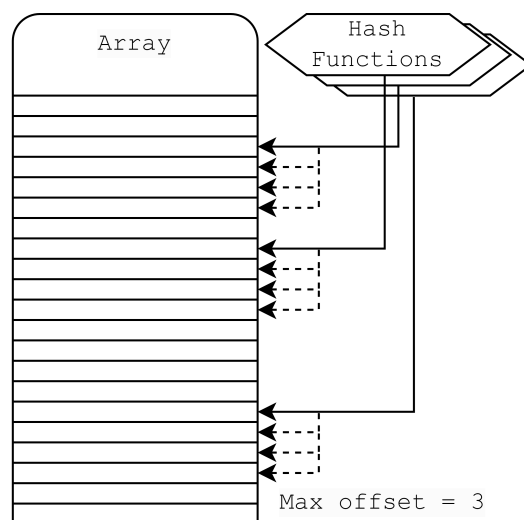 Array
Hash
Functions
Max offset = 3